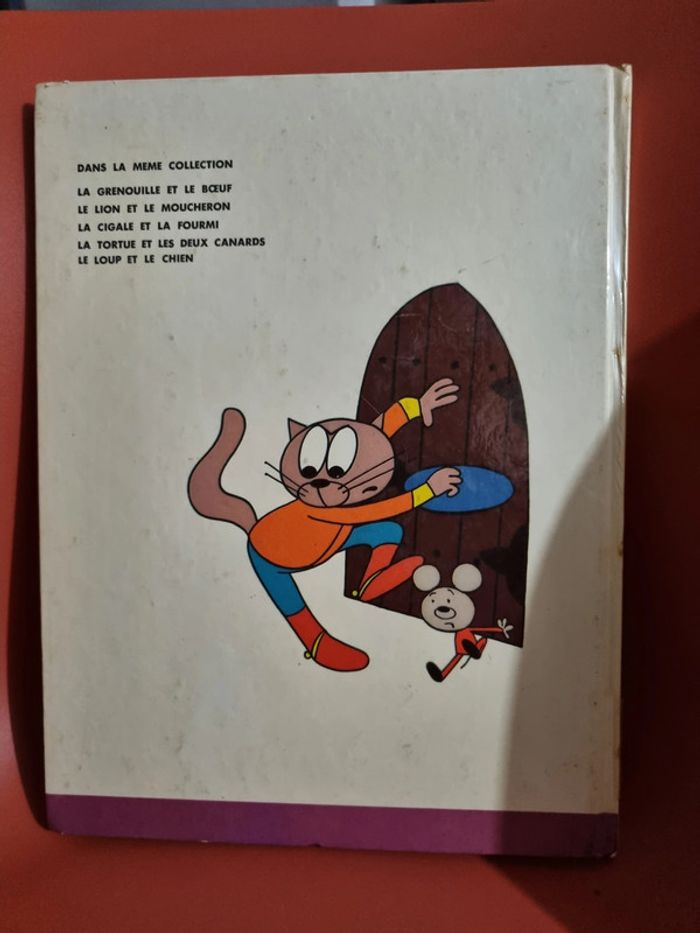 DANS LA MEME COLLECTION
LA GRENOUILLE ET LE BŒUF
LE LION ET LE MOUCHERON
LA CIGALE ET LA FOURMI
LA TORTUE ET LES DEUX CANARDS
LE LOUP ET LE CHIEN